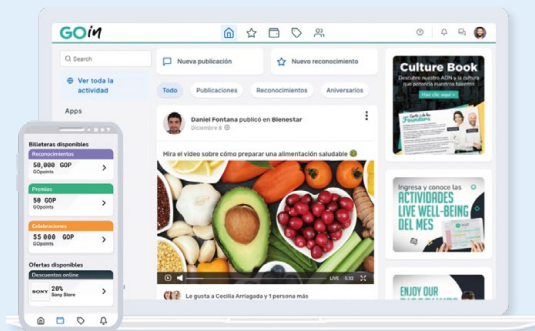 GOin
Search
Ver toda la
actividad
Apps
Nueva publicación
Nuevo reconocimiento
Todo
Publicaciones
Reconocimientos
Aniversarios
Daniel Fontana publicó en Bienestar
Diciembre 8
Mira el video sobre cómo preparar una alimentación saludable
LIVE
Le gusta a Cecilia Arriagada y 1 persona más
Culture Book
Descubre nuestro ADN y la cultura
que potencia nuestros hacemos
Haz clic aquí >
Ingresa y conoce las
ACTIVIDADES
LIVE WELL-BEING
DEL MES
ENJOY OUR
Billeteras disponibles
Reconocimientos
50,000 GOP
GOpoints
Premios
50 GOP
GOpoints
Celebraciones
55 000 GOP
GOpoints
Ofertas disponibles
Descuentos online
SONY
20%
Sony Store